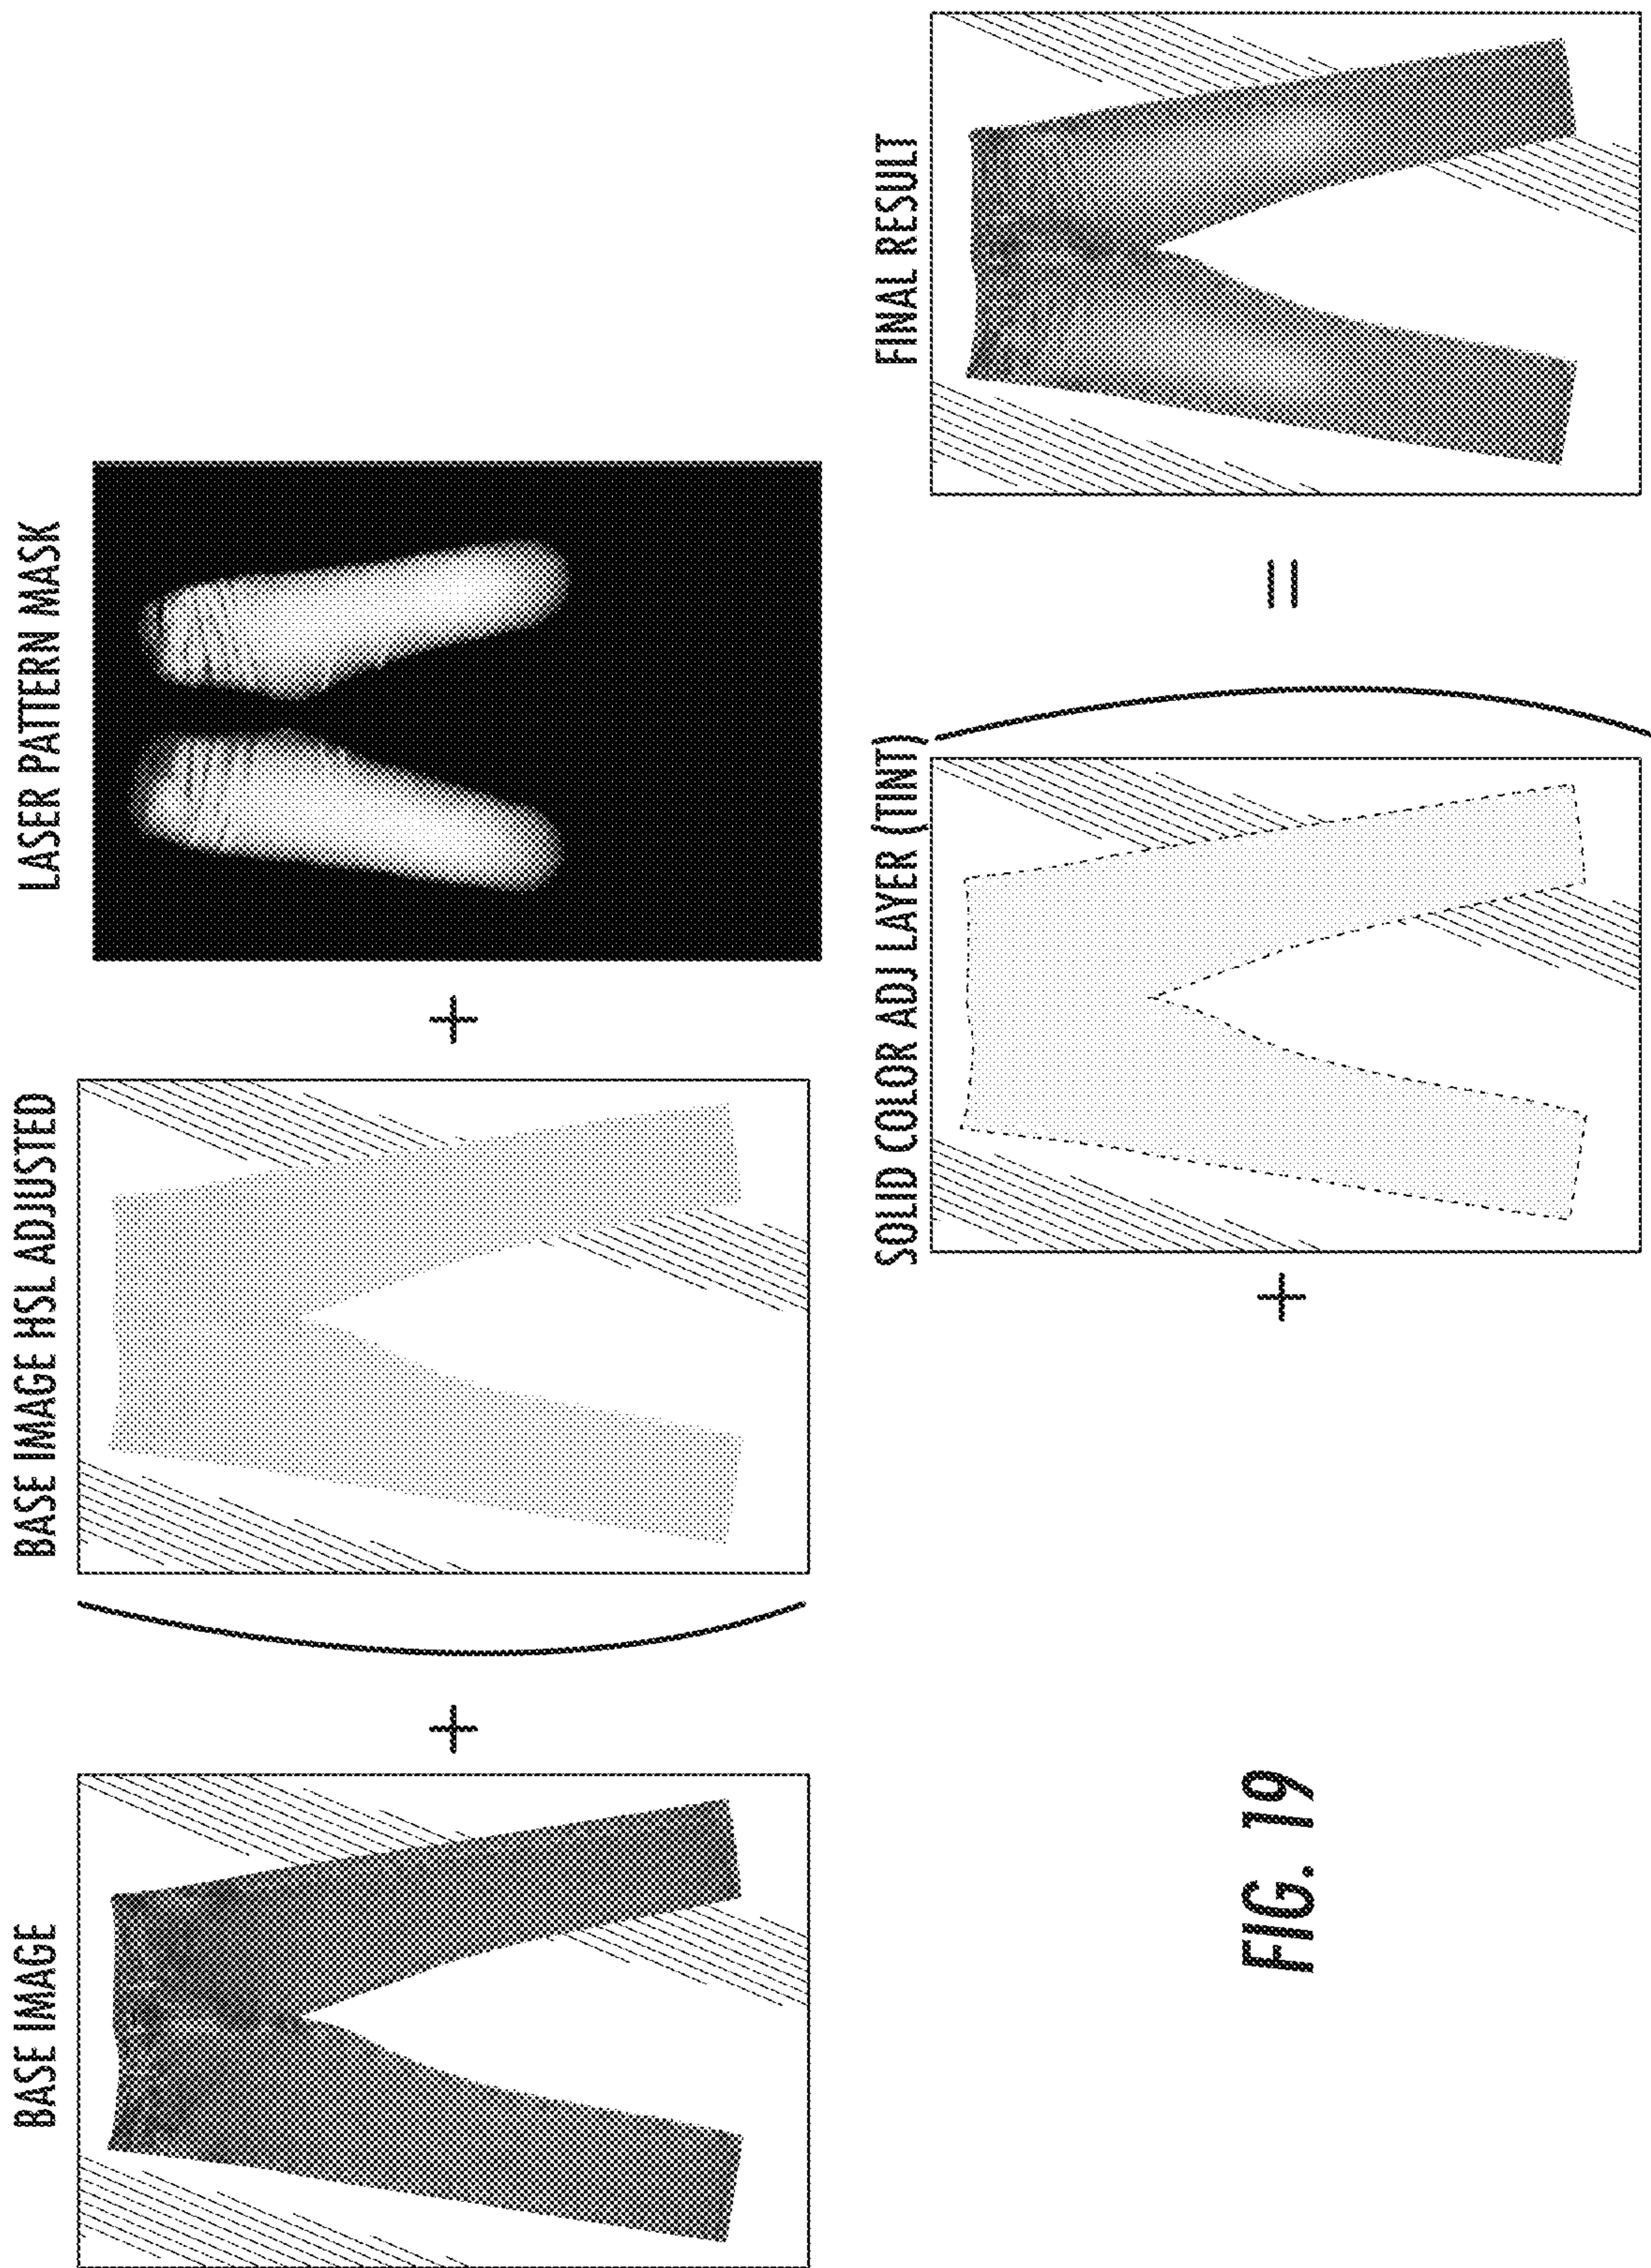 BASE IMAGE
+
(
BASE IMAGE HSL ADJUSTED
+
LASER PATTERN MASK
+
SOLID COLOR ADJ LAYER (TINT)
)
=
FINAL RESULT
FIG. 19